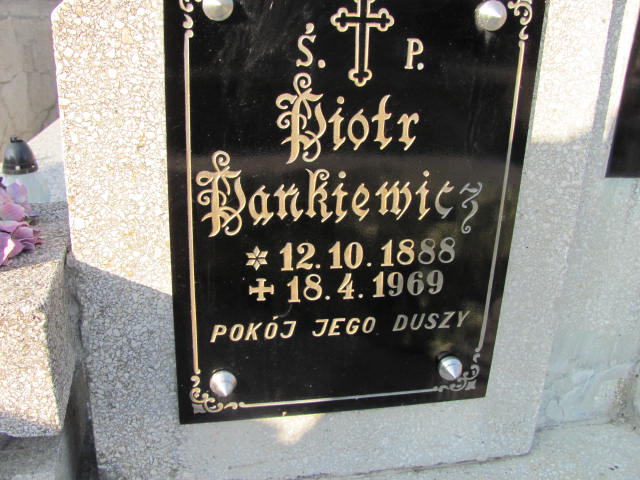 Ś. P.
Piotr
Pankiewicz
12.10.1888
18.4.1969
POKÓJ JEGO DUSZY